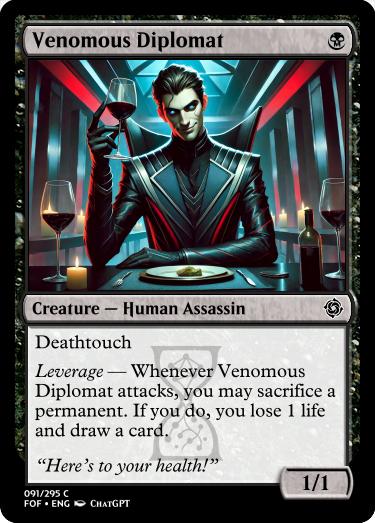 Venomous Diplomat
Creature — Human Assassin
Deathtouch
Leverage — Whenever Venomous
Diplomat attacks, you may sacrifice a
permanent. If you do, you lose 1 life
and draw a card.
“Here’s to your health!”
1/1
091/295 C
FOF • ENG ChatGPT